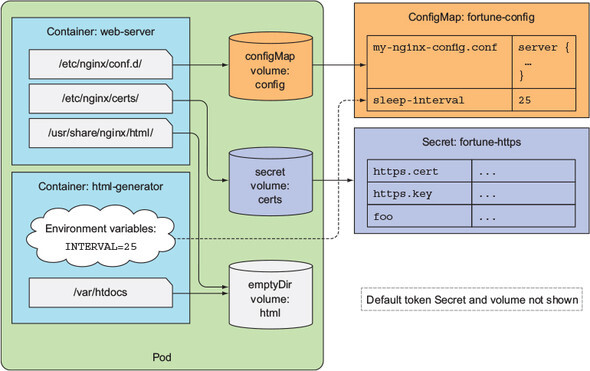 Container: web-server
/etc/nginx/conf.d/
/etc/nginx/certs/
/usr/share/nginx/html/
Container: html-generator
Environment variables:
INTERVAL=25
/var/htdocs
configMap
volume:
config
secret
volume:
certs
emptyDir
volume:
html
Pod
ConfigMap: fortune-config
my-nginx-config.conf
server {
…
}
sleep-interval
25
Secret: fortune-https
https.cert
...
https.key
...
foo
...
Default token Secret and volume not shown